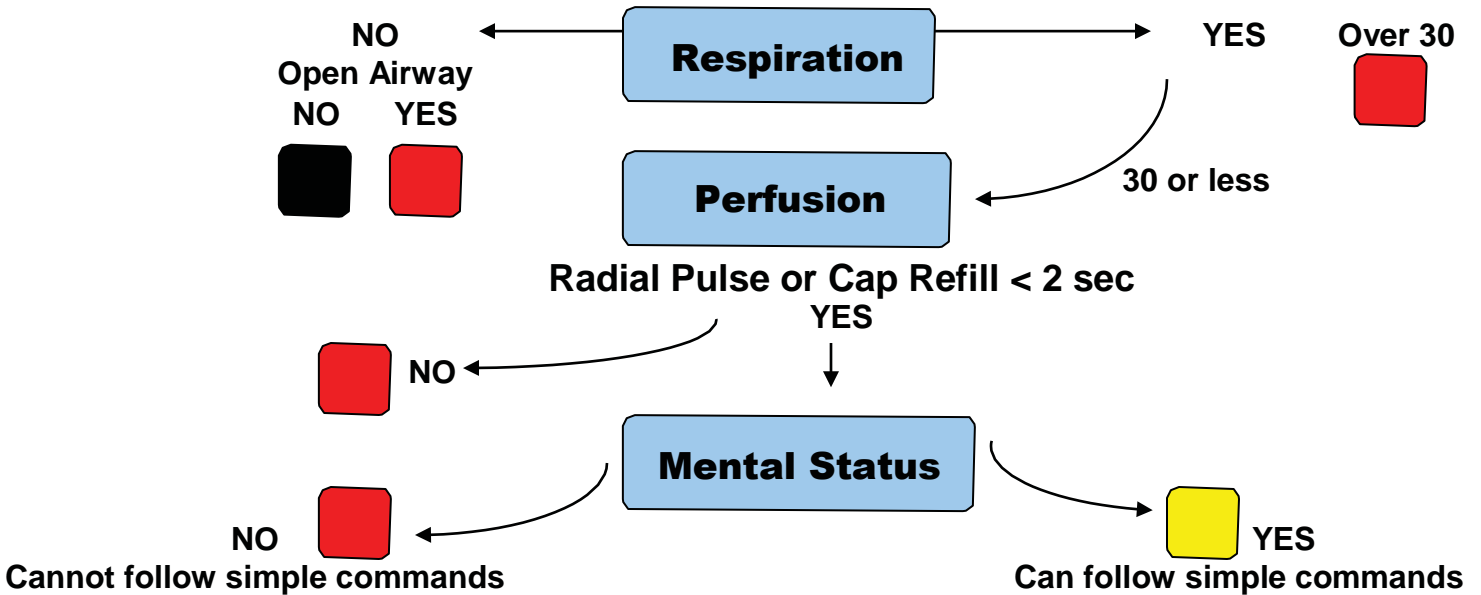 NO
Respiration
YES
Over 30
Open Airway
NO
YES
Perfusion
30 or less
Radial Pulse or Cap Refill < 2 sec
YES
NO
Mental Status
NO
YES
Cannot follow simple commands
Can follow simple commands